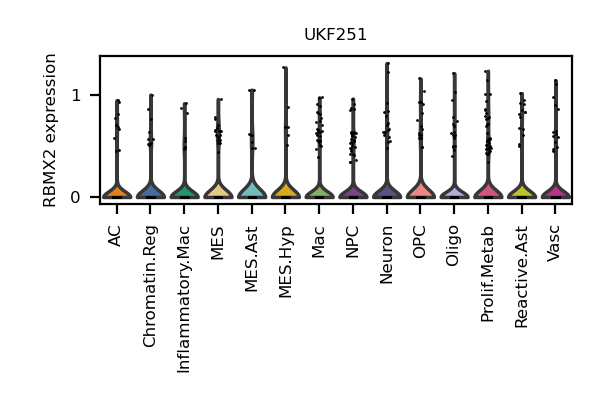 UKF251
RBMX2 expression
1
0
AC
Chromatin.Reg
Inflammatory.Mac
MES
MES.Ast
MES.Hyp
Mac
NPC
Neuron
OPC
Oligo
Prolif.Metab
Reactive.Ast
Vasc